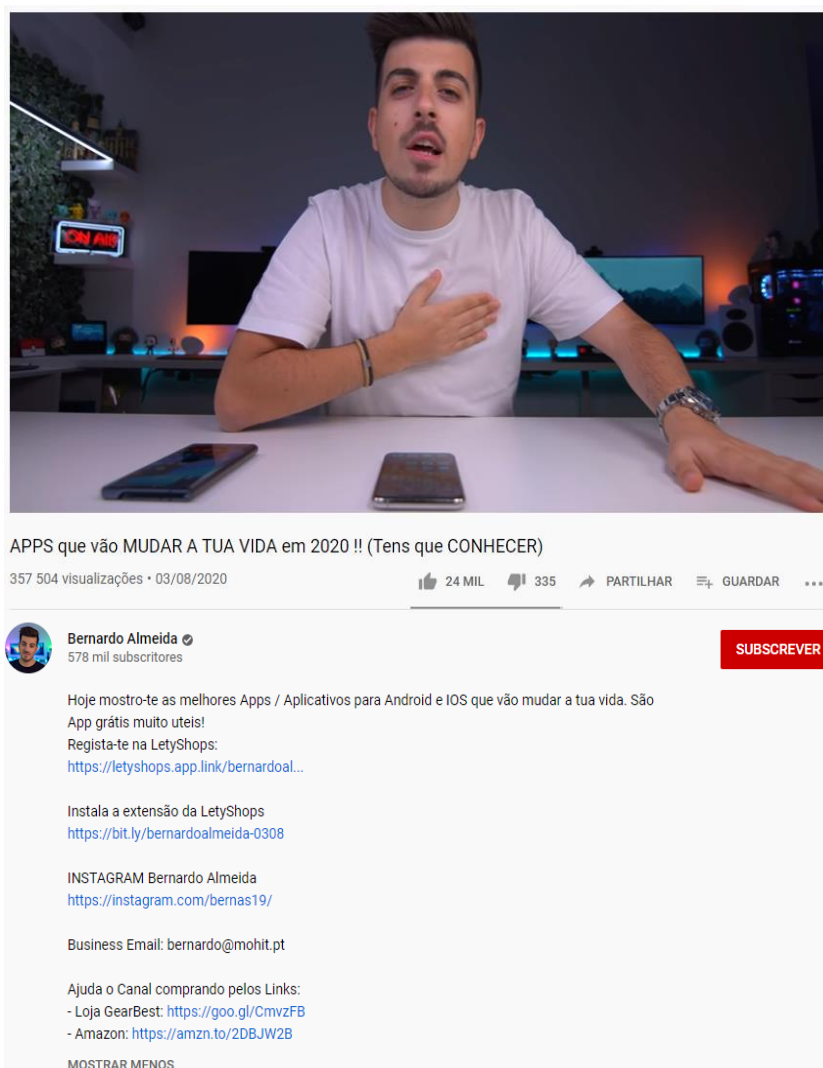 ON AIR
APPS que vão MUDAR A TUA VIDA em 2020 !! (Tens que CONHECER)
357 504 visualizações • 03/08/2020
24 MIL 335 PARTILHAR GUARDAR ...
Bernardo Almeida
578 mil subscritores
SUBSCREVER
Hoje mostro-te as melhores Apps / Aplicativos para Android e IOS que vão mudar a tua vida. São
App grátis muito uteis!
Regista-te na LetyShops:
https://letyshops.app.link/bernardoal...
Instala a extensão da LetyShops
https://bit.ly/bernardoalmeida-0308
INSTAGRAM Bernardo Almeida
https://instagram.com/bernas19/
Business Email: bernardo@mohit.pt
Ajuda o Canal comprando pelos Links:
- Loja GearBest: https://goo.gl/CmvzFB
- Amazon: https://amzn.to/2DBJW2B
MOSTRAR MENOS